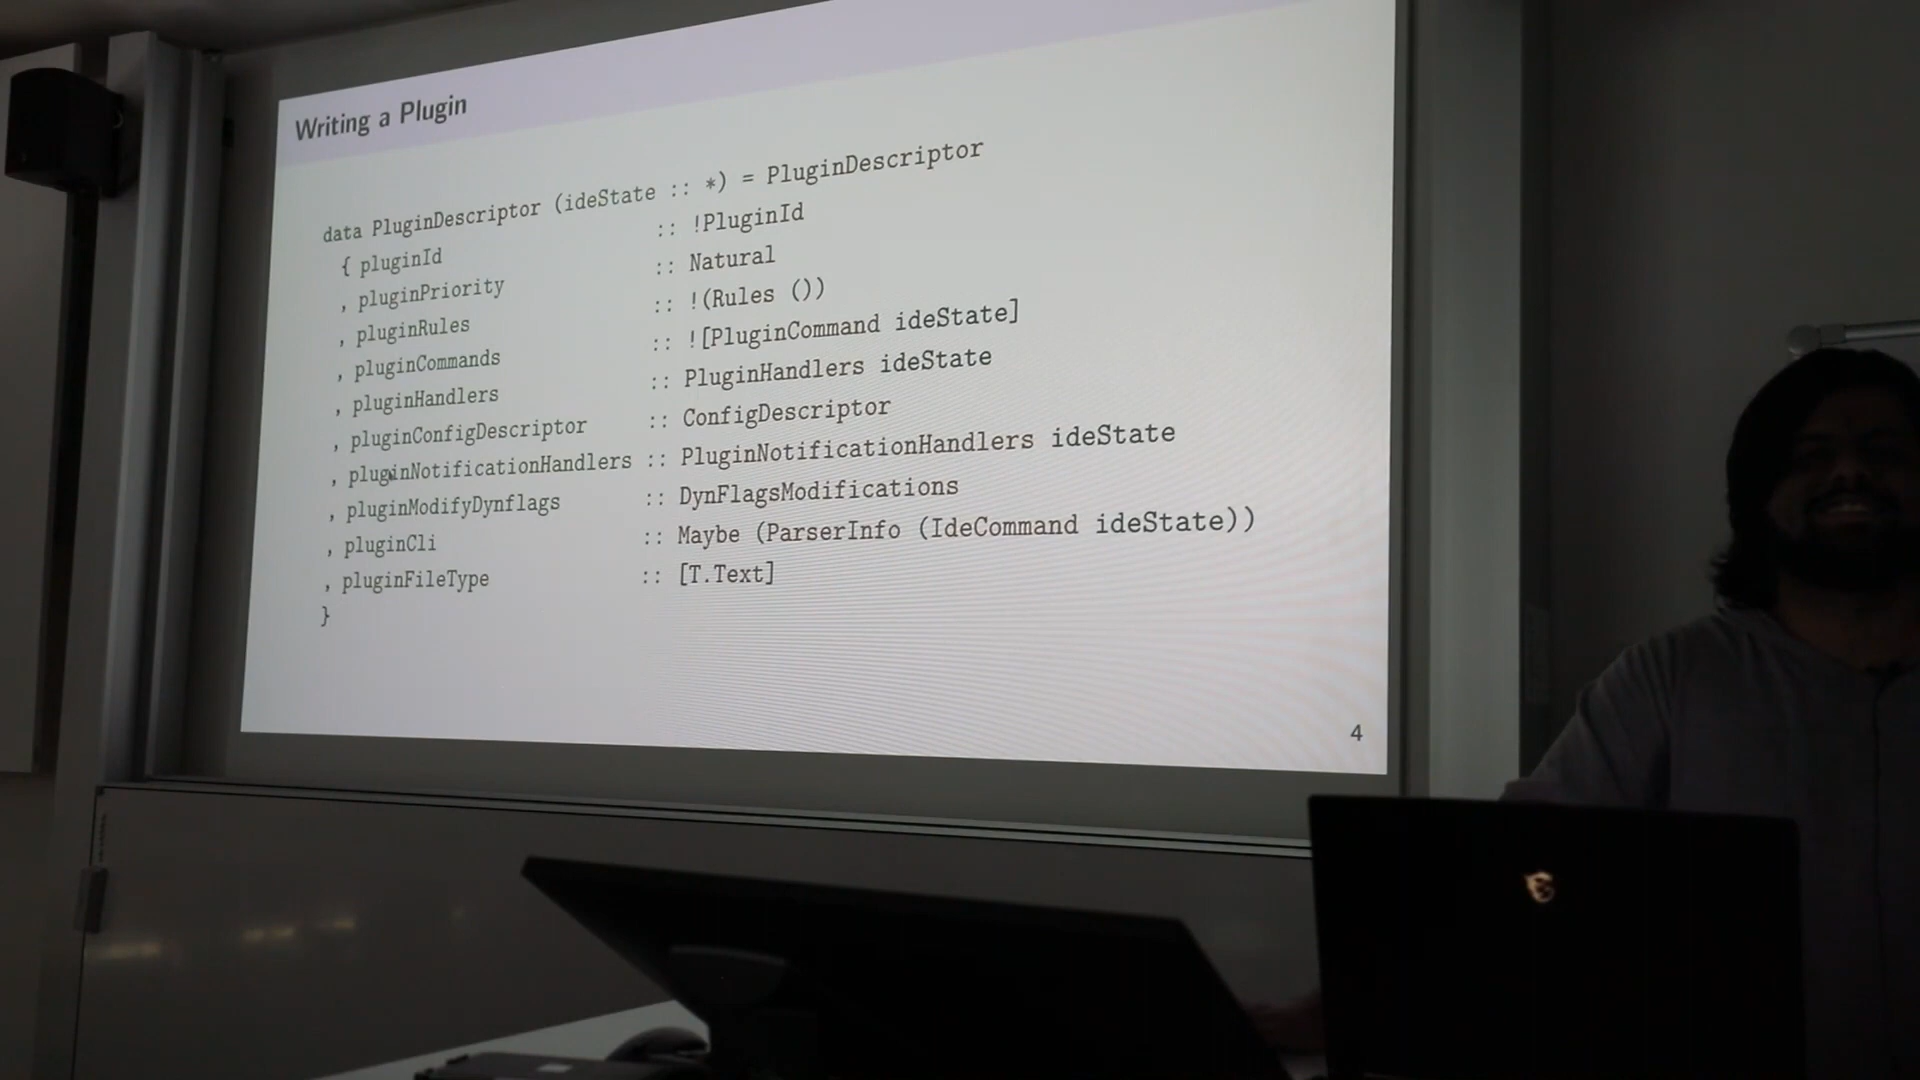 Writing a Plugin
data PluginDescriptor (ideState :: *) = PluginDescriptor
{ pluginId :: !PluginId
, pluginPriority :: Natural
, pluginRules :: !(Rules ())
, pluginCommands :: ![PluginCommand ideState]
, pluginHandlers :: PluginHandlers ideState
, pluginConfigDescriptor :: ConfigDescriptor
, pluginNotificationHandlers :: PluginNotificationHandlers ideState
, pluginModifyDynflags :: DynFlagsModifications
, pluginCli :: Maybe (ParserInfo (IdeCommand ideState))
, pluginFileType :: [T.Text]
}
4